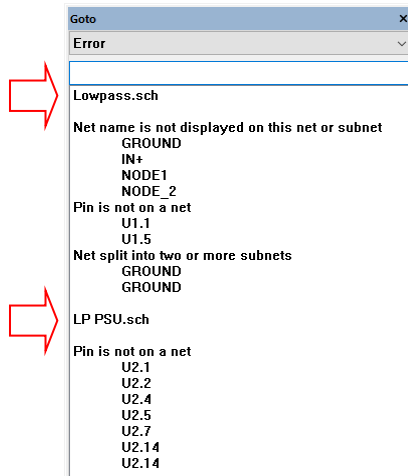 Goto
Error
Lowpass.sch
Net name is not displayed on this net or subnet
GROUND
IN+
NODE1
NODE_2
Pin is not on a net
U1.1
U1.5
Net split into two or more subnets
GROUND
GROUND
LP PSU.sch
Pin is not on a net
U2.1
U2.2
U2.4
U2.5
U2.7
U2.14
U2.14